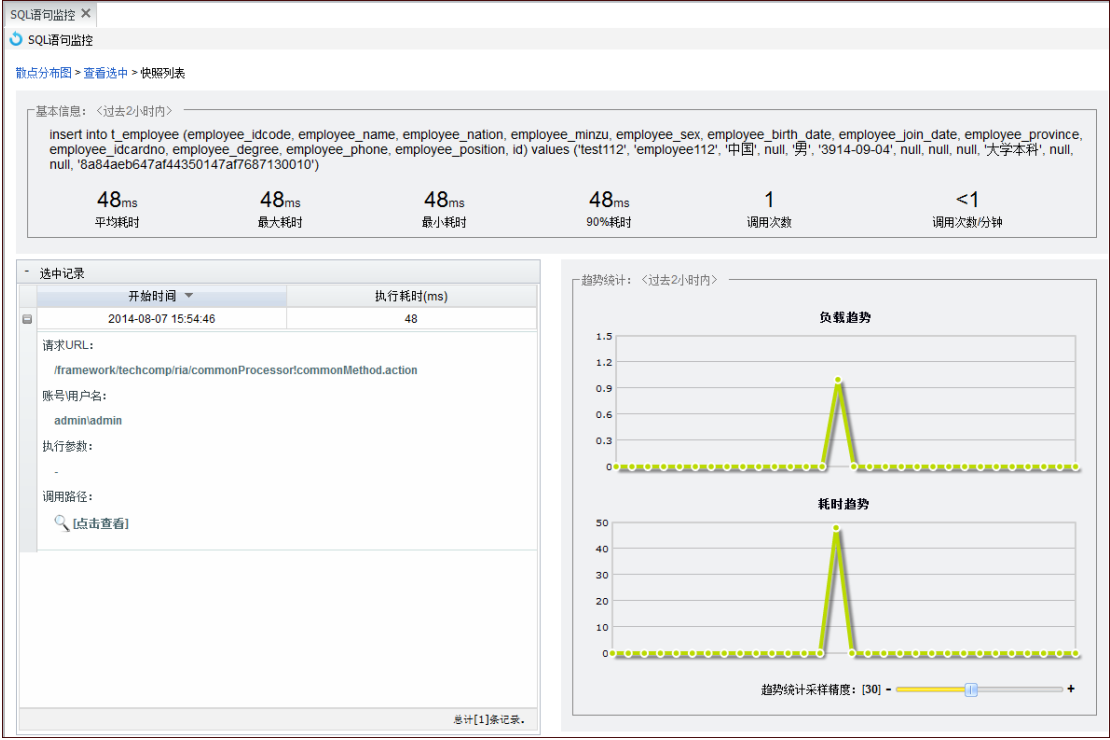 SQL语句监控
SQL语句监控
散点分布图 > 查看选中 > 快照列表
基本信息: <过去2小时内>
insert into t_employee (employee_idcode, employee_name, employee_nation, employee_minzu, employee_sex, employee_birth_date, employee_join_date, employee_province,
employee_idcardno, employee_degree, employee_phone, employee_position, id) values ('test112', 'employee112', '中国', null, '男', '3914-09-04', null, null, null, '大学本科', null,
null, '8a84aeb647af44350147af7687130010')
48ms 48ms 48ms 48ms 1 <1
平均耗时 最大耗时 最小耗时 90%耗时 调用次数 调用次数/分钟
- 选中记录
开始时间 执行耗时(ms)
2014-08-07 15:54:46 48
请求URL:
/framework/techcomp/ria/commonProcessor!commonMethod.action
账号\用户名:
admin\admin
执行参数:
-
调用路径:
[点击查看]
总计[1]条记录.
趋势统计: <过去2小时内>
负载趋势
1.5
1.2
0.9
0.6
0.3
0
耗时趋势
50
40
30
20
10
0
趋势统计采样精度: [30] - +